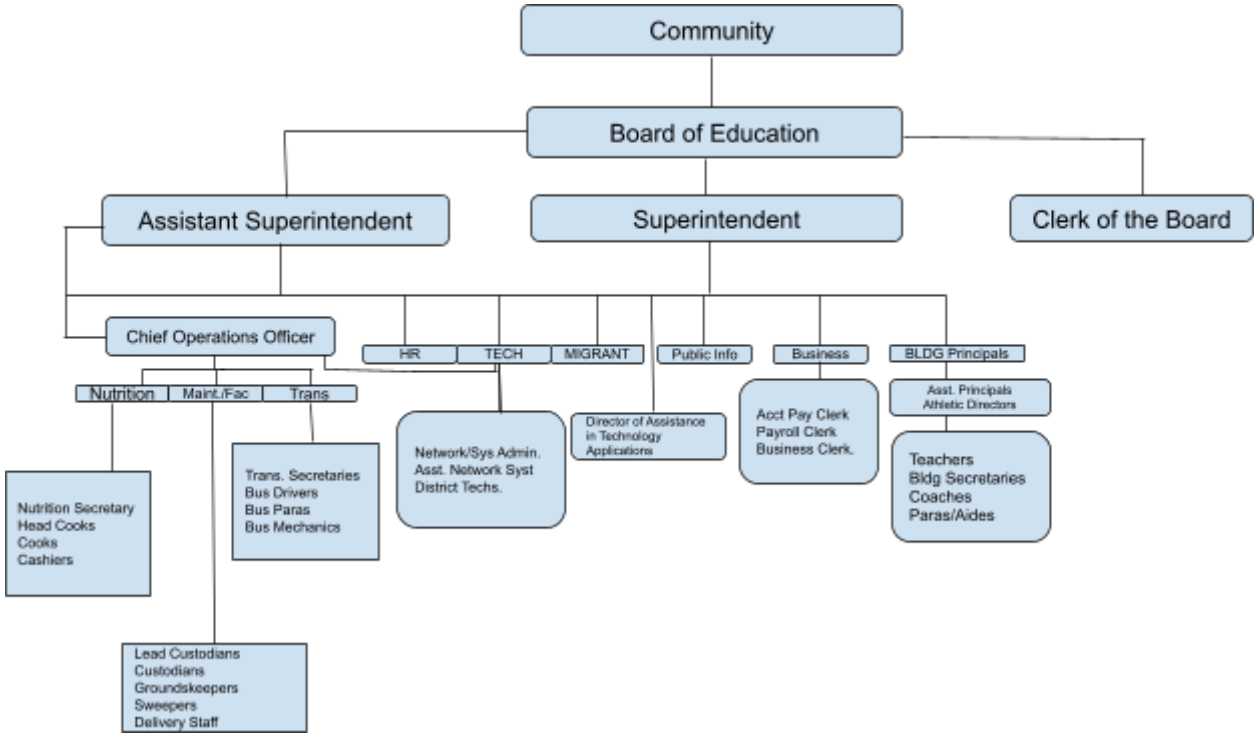 Community
Board of Education
Assistant Superintendent
Superintendent
Clerk of the Board
Chief Operations Officer
HR
TECH
MIGRANT
Public Info
Business
BLDG Principals
Nutrition
Maint./Fac
Trans
Asst. Principals
Athletic Directors
Director of Assistance
in Technology
Applications
Acct Pay Clerk
Payroll Clerk
Business Clerk.
Network/Sys Admin.
Asst. Network Syst
District Techs.
Teachers
Bldg Secretaries
Coaches
Paras/Aides
Trans. Secretaries
Bus Drivers
Bus Paras
Bus Mechanics
Nutrition Secretary
Head Cooks
Cooks
Cashiers
Lead Custodians
Custodians
Groundskeepers
Sweepers
Delivery Staff